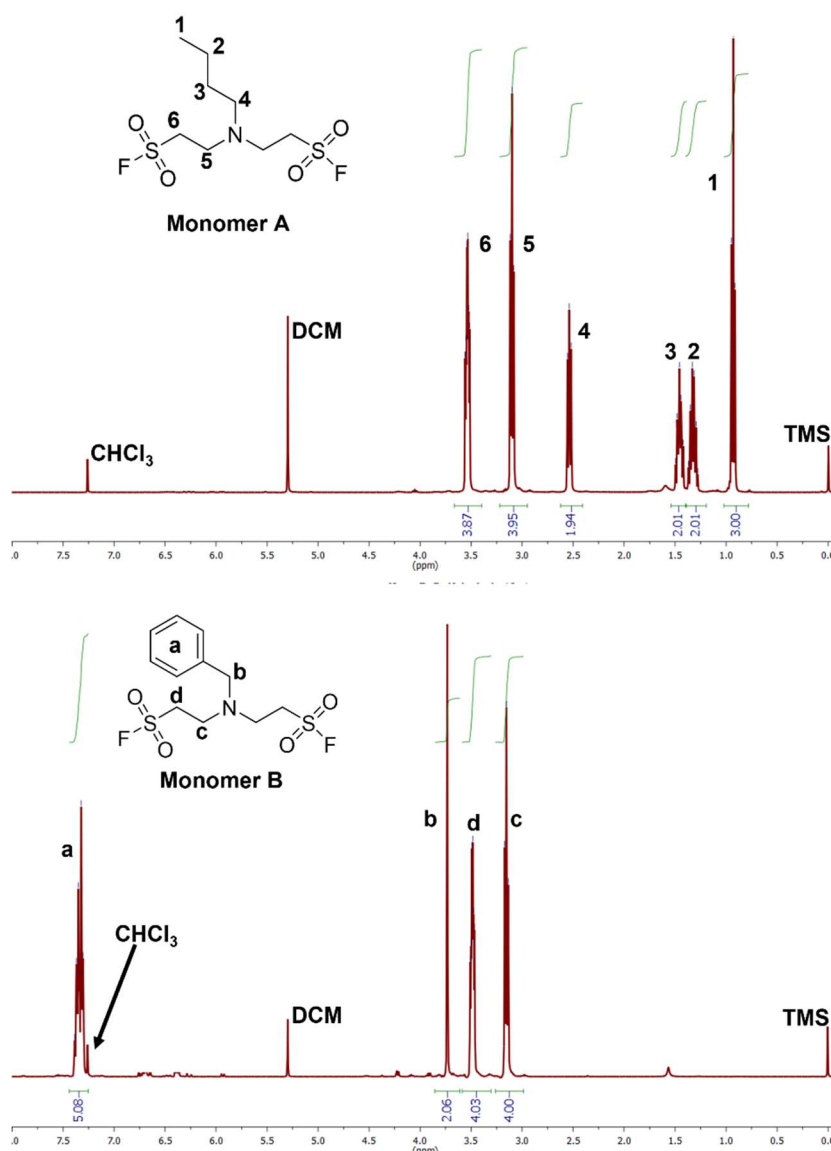 1
2
3
4
6
5
N
O
S
O
F
O
S
O
F
Monomer A
6
5
4
3
2
1
DCM
CHCl3
TMS
3.87
3.95
1.94
2.01
2.01
3.00
.0
7.5
7.0
6.5
6.0
5.5
5.0
4.5
4.0
3.5
3.0
2.5
2.0
1.5
1.0
0.5
0.
(ppm)
a
b
d
c
N
O
S
O
F
O
S
O
F
Monomer B
a
CHCl3
DCM
b
d
c
TMS
5.08
2.06
4.03
4.00
.0
7.5
7.0
6.5
6.0
5.5
5.0
4.5
4.0
3.5
3.0
2.5
2.0
1.5
1.0
0.5
0.
(ppm)